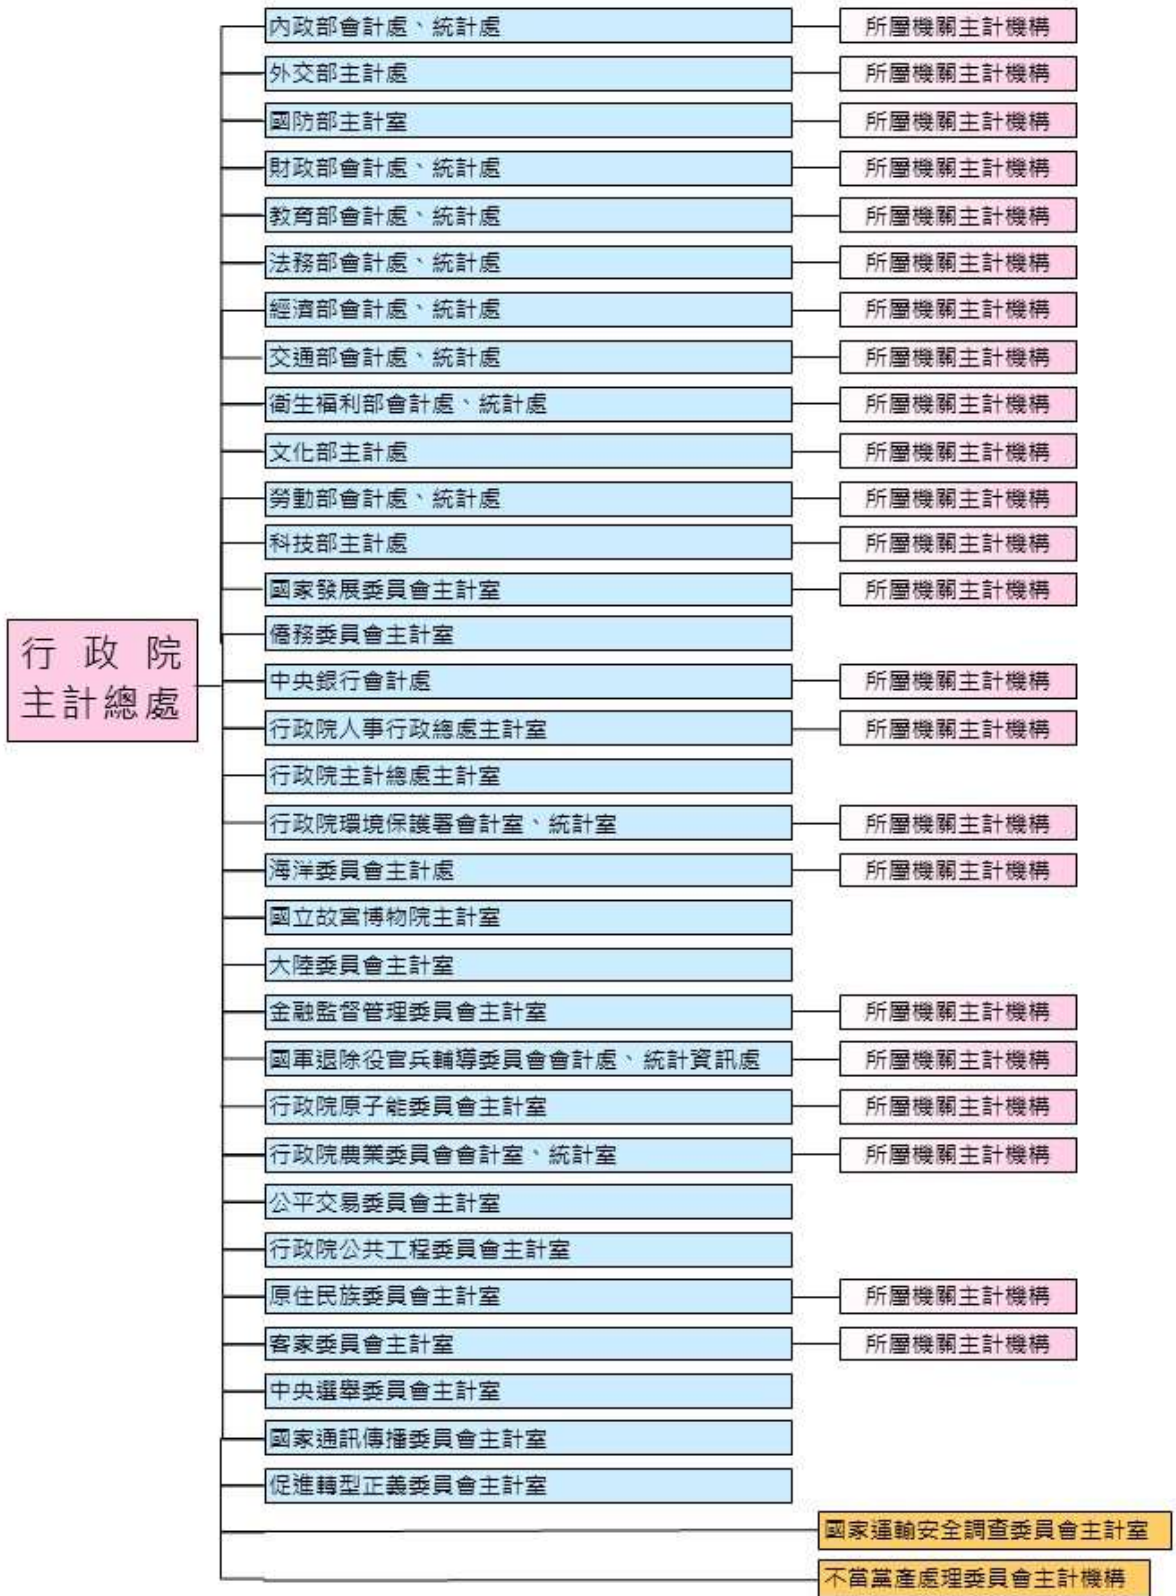 內政部會計處、統計處
所屬機關主計機構
外交部主計處
所屬機關主計機構
國防部主計室
所屬機關主計機構
財政部會計處、統計處
所屬機關主計機構
教育部會計處、統計處
所屬機關主計機構
法務部會計處、統計處
所屬機關主計機構
經濟部會計處、統計處
所屬機關主計機構
交通部會計處、統計處
所屬機關主計機構
衛生福利部會計處、統計處
所屬機關主計機構
文化部主計處
所屬機關主計機構
勞動部會計處、統計處
所屬機關主計機構
科技部主計處
所屬機關主計機構
國家發展委員會主計室
所屬機關主計機構
行政院
主計總處
僑務委員會主計室
中央銀行會計處
所屬機關主計機構
行政院人事行政總處主計室
所屬機關主計機構
行政院主計總處主計室
行政院環境保護署會計室、統計室
所屬機關主計機構
海洋委員會主計處
所屬機關主計機構
國立故宮博物院主計室
大陸委員會主計室
金融監督管理委員會主計室
所屬機關主計機構
國軍退除役官兵輔導委員會會計處、統計資訊處
所屬機關主計機構
行政院原子能委員會主計室
所屬機關主計機構
行政院農業委員會會計室、統計室
所屬機關主計機構
公平交易委員會主計室
行政院公共工程委員會主計室
原住民族委員會主計室
所屬機關主計機構
客家委員會主計室
所屬機關主計機構
中央選舉委員會主計室
國家通訊傳播委員會主計室
促進轉型正義委員會主計室
國家運輸安全調查委員會主計室
不當黨產處理委員會主計機構